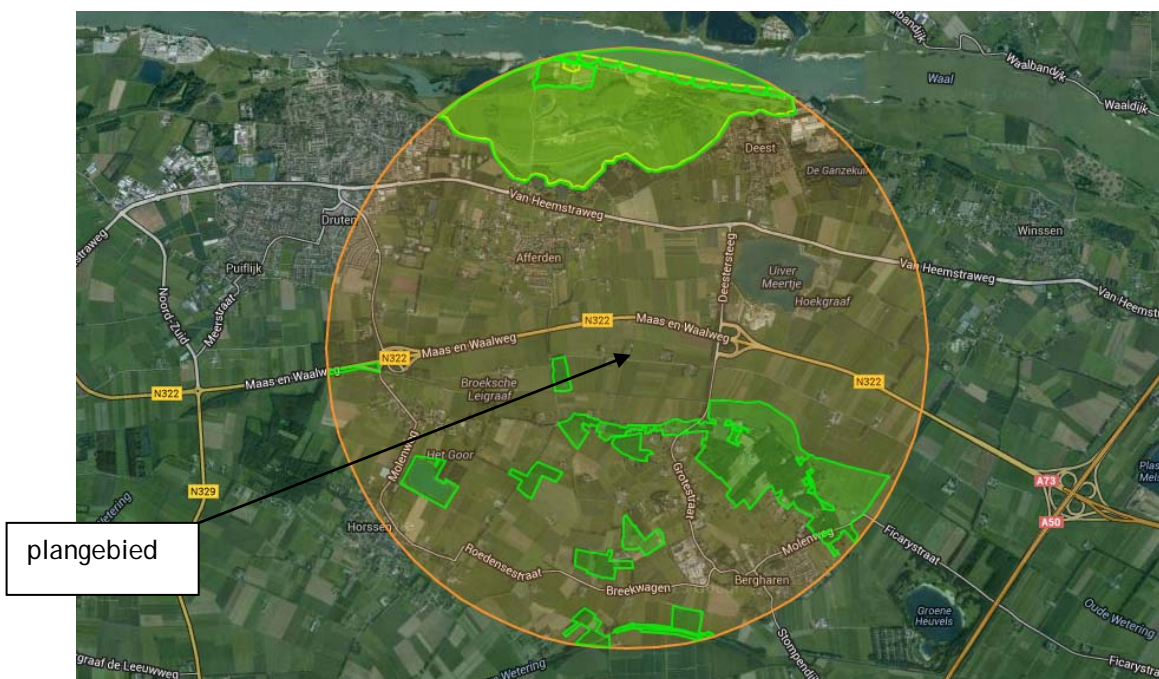 Waalbandijk
Waalbandijk
Waal
Waaldijk
Deest
De Ganzekuil
Van Heemstraweg
Druten
Winssen
Afferden
Deestersteeg
Uiver
Meertje
Hoekgraaf
Van Heemstraweg
Van Heemstraweg
Puiflijk
Noord-Zuid
Meerstraat
N322
Maas en Waalweg
N322
Maas en Waalweg
N322
Maas en Waalweg
N322
N322
Broeksche
Leigraaf
Molenweg
Het Goor
N329
Grotestraat
A73
A50
Horssen
plangebied
Roedensestraat
Breekwagen
Molenweg
Bergharen
Ficarystraat
Groene
Heuvels
Oude Wetering
Stompendijk
Wetering
graaf de Leeuwweg
Ficarystraat